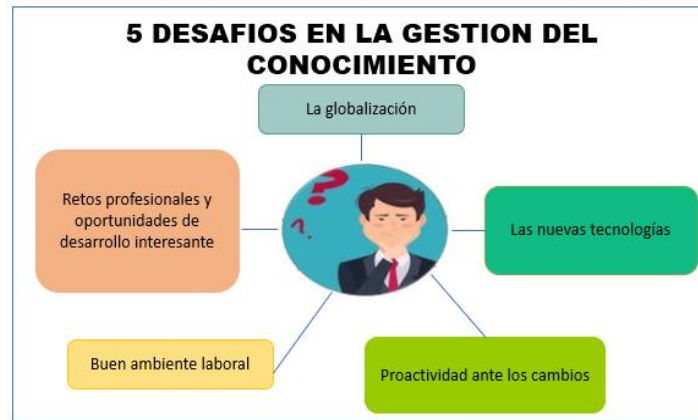 5 DESAFIOS EN LA GESTION DEL
CONOCIMIENTO
La globalización
Retos profesionales y
oportunidades de
desarrollo interesante
Las nuevas tecnologías
Buen ambiente laboral
Proactividad ante los cambios